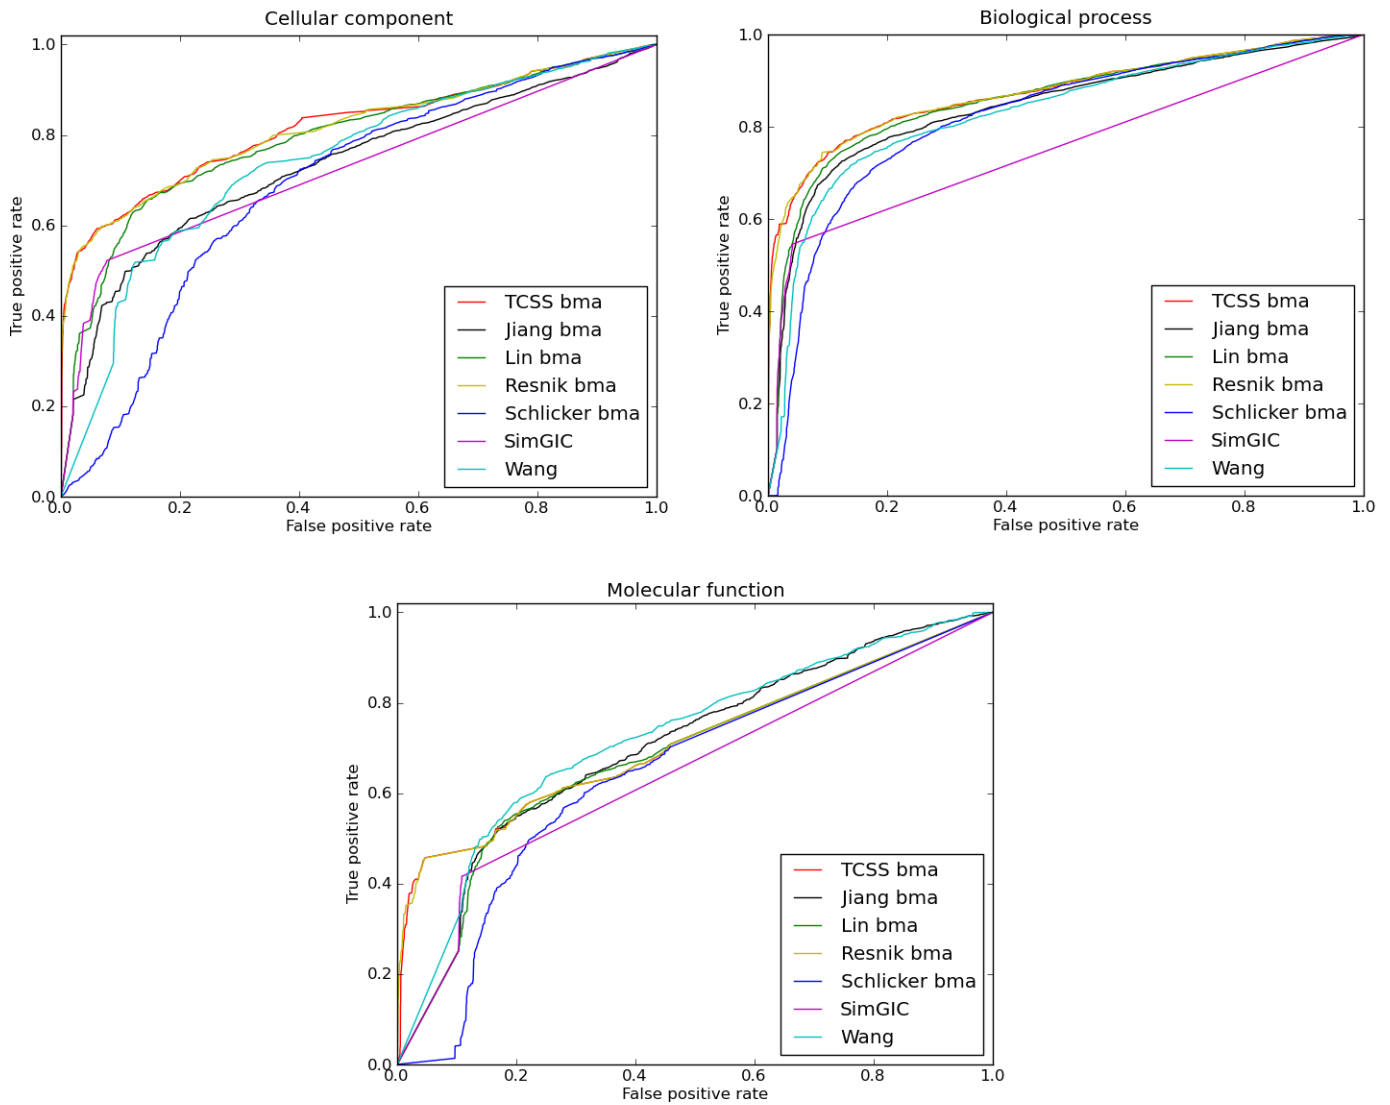 Cellular component
1.0
0.8
0.6
0.4
0.2
0.0
True positive rate
0.0 0.2 0.4 0.6 0.8 1.0
False positive rate
TCSS bma
Jiang bma
Lin bma
Resnik bma
Schlicker bma
SimGIC
Wang
Biological process
1.0
0.8
0.6
0.4
0.2
0.0
True positive rate
0.0 0.2 0.4 0.6 0.8 1.0
False positive rate
TCSS bma
Jiang bma
Lin bma
Resnik bma
Schlicker bma
SimGIC
Wang
Molecular function
1.0
0.8
0.6
0.4
0.2
0.0
True positive rate
0.0 0.2 0.4 0.6 0.8 1.0
False positive rate
TCSS bma
Jiang bma
Lin bma
Resnik bma
Schlicker bma
SimGIC
Wang